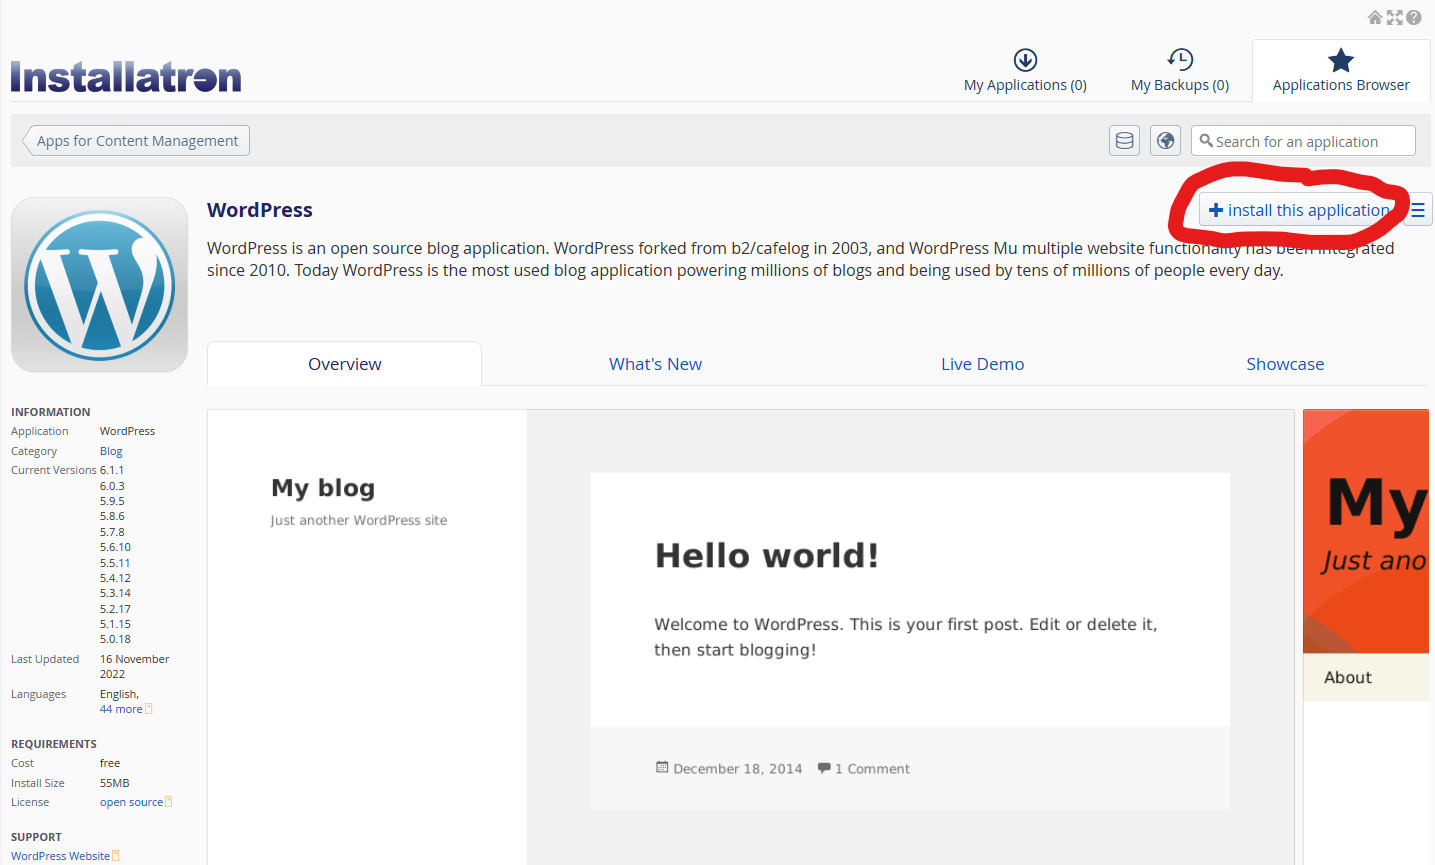 Installatron
My Applications (0)
My Backups (0)
Applications Browser
Apps for Content Management
Search for an application
WordPress
install this application
WordPress is an open source blog application. WordPress forked from b2/cafelog in 2003, and WordPress Mu multiple website functionality has been integrated
since 2010. Today WordPress is the most used blog application powering millions of blogs and being used by tens of millions of people every day.
Overview
What's New
Live Demo
Showcase
INFORMATION
Application WordPress
Category Blog
Current Versions 6.1.1
6.0.3
5.9.5
5.8.6
5.7.8
5.6.10
5.5.11
5.4.12
5.3.14
5.2.17
5.1.15
5.0.18
Last Updated 16 November
2022
Languages English,
44 more
REQUIREMENTS
Cost free
Install Size 55MB
License open source
SUPPORT
WordPress Website
My blog
Just another WordPress site
Hello world!
Welcome to WordPress. This is your first post. Edit or delete it,
then start blogging!
December 18, 2014 1 Comment
My
Just ano
About